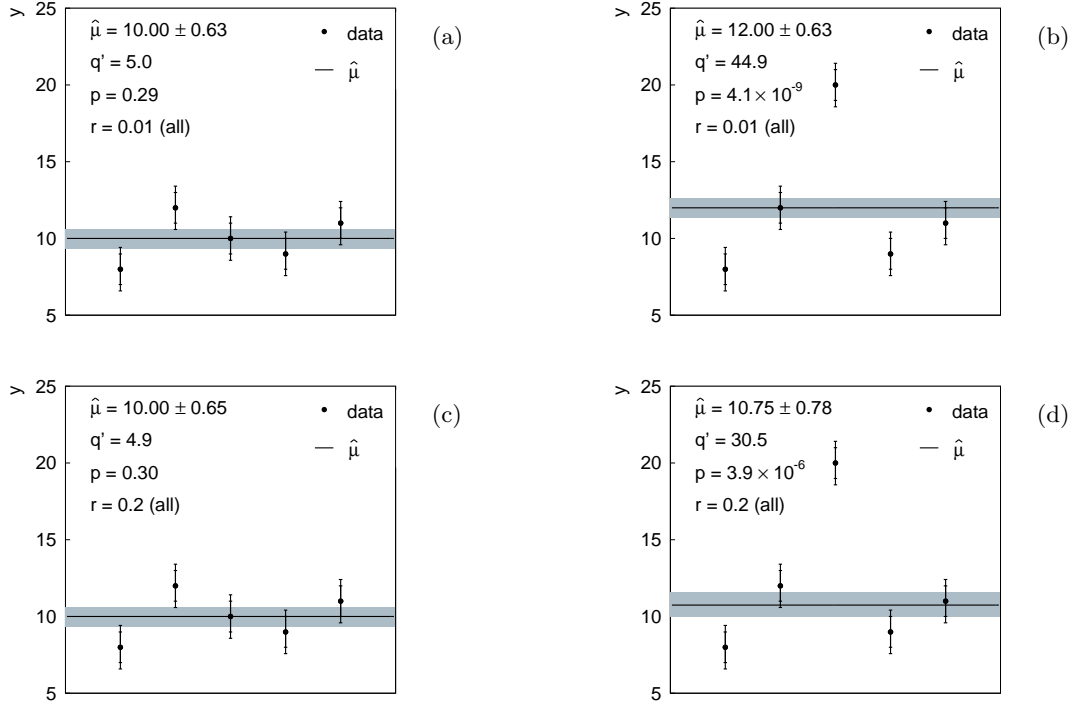 y
25
20
15
10
5
μ̂ = 10.00 ± 0.63
q' = 5.0
p = 0.29
r = 0.01 (all)
data
μ̂
(a)
25
20
15
10
5
μ̂ = 12.00 ± 0.63
q' = 44.9
p = 4.1 × 10⁻⁹
r = 0.01 (all)
data
μ̂
(b)
y
25
20
15
10
5
μ̂ = 10.00 ± 0.65
q' = 4.9
p = 0.30
r = 0.2 (all)
data
μ̂
(c)
y
25
20
15
10
5
μ̂ = 10.75 ± 0.78
q' = 30.5
p = 3.9 × 10⁻⁶
r = 0.2 (all)
data
μ̂
(d)
y